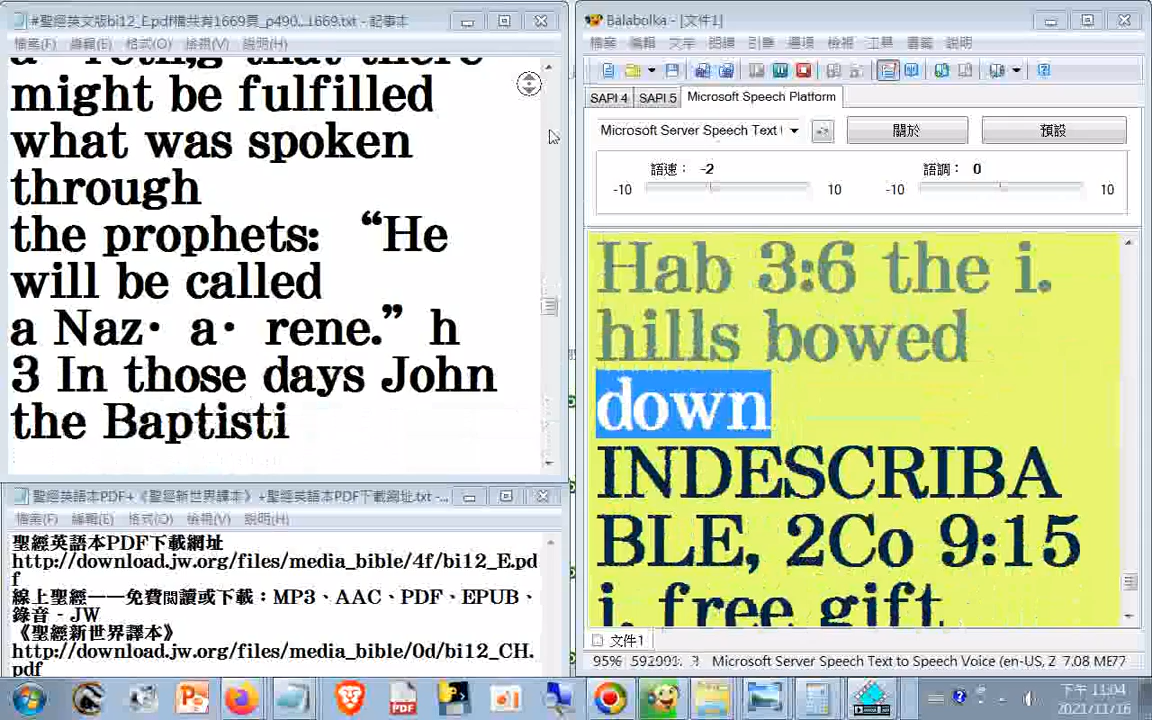 #聖經英文版bi12_E.pdf檔共有1669頁_p490...1669.txt - 記事本
檔案(F) 編輯(E) 格式(O) 檢視(V) 說明(H)
might be fulfilled
what was spoken
through
the prophets: “He
will be called
a Naz· a· rene.” h
3 In those days John
the Baptisti
聖經英語本PDF+《聖經新世界譯本》+聖經英語本PDF下載網址.txt - ...
檔案(F) 編輯(E) 格式(O) 檢視(V) 說明(H)
聖經英語本PDF下載網址
http://download.jw.org/files/media_bible/4f/bi12_E.pd
f
線上聖經——免費閱讀或下載：MP3、AAC、PDF、EPUB、
錄音 - JW
《聖經新世界譯本》
http://download.jw.org/files/media_bible/0d/bi12_CH.
pdf
Balabolka - [文件1]
檔案 編輯 文字 朗讀 引擎 選項 檢視 工具 書籤 說明
SAPI 4 SAPI 5 Microsoft Speech Platform
Microsoft Server Speech Text 關於 預設
語速： -2 語調： 0
-10 10 -10 10
Hab 3:6 the i.
hills bowed
down
INDESCRIBA
BLE, 2Co 9:15
i. free gift
文件1
95% Microsoft Server Speech Text to Speech Voice (en-US, Z 7.08 ME
下午 11:04
2021/11/16